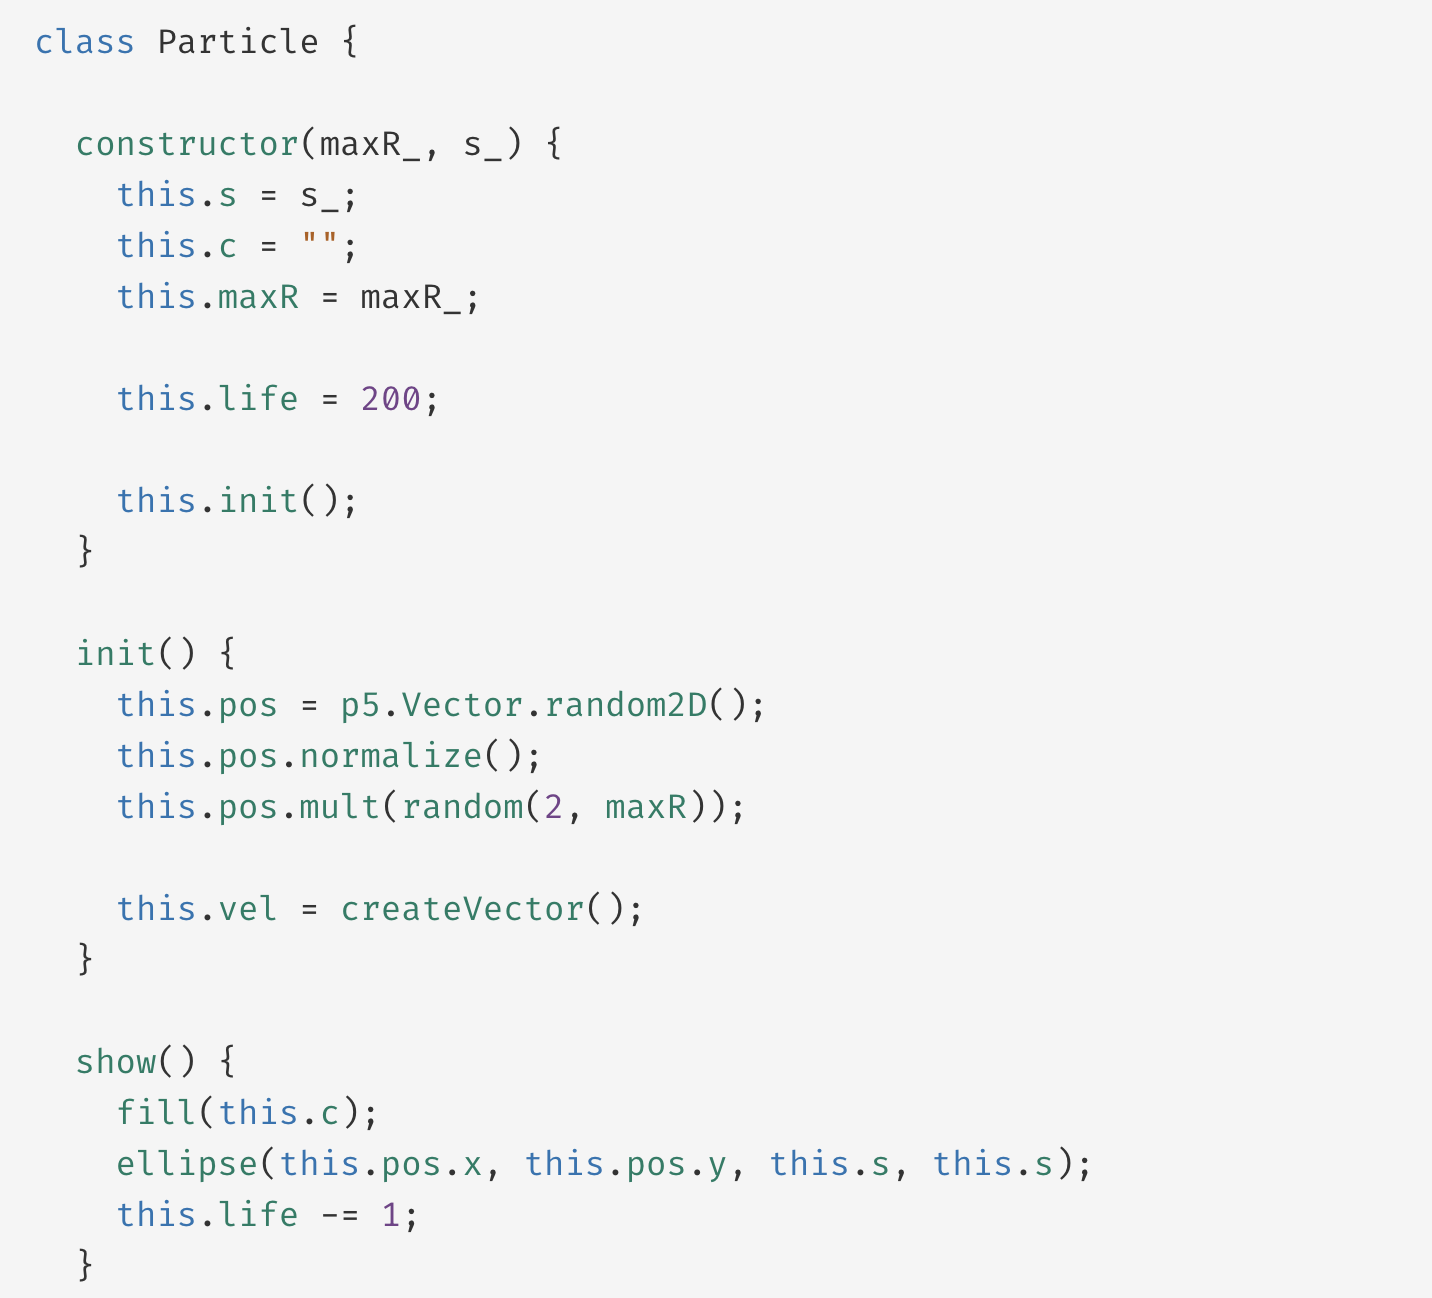 class Particle {
constructor(maxR_, s_) {
this.s = s_;
this.c = "";
this.maxR = maxR_;
this.life = 200;
this.init();
}
init() {
this.pos = p5.Vector.random2D();
this.pos.normalize();
this.pos.mult(random(2, maxR));
this.vel = createVector();
}
show() {
fill(this.c);
ellipse(this.pos.x, this.pos.y, this.s, this.s);
this.life -= 1;
}